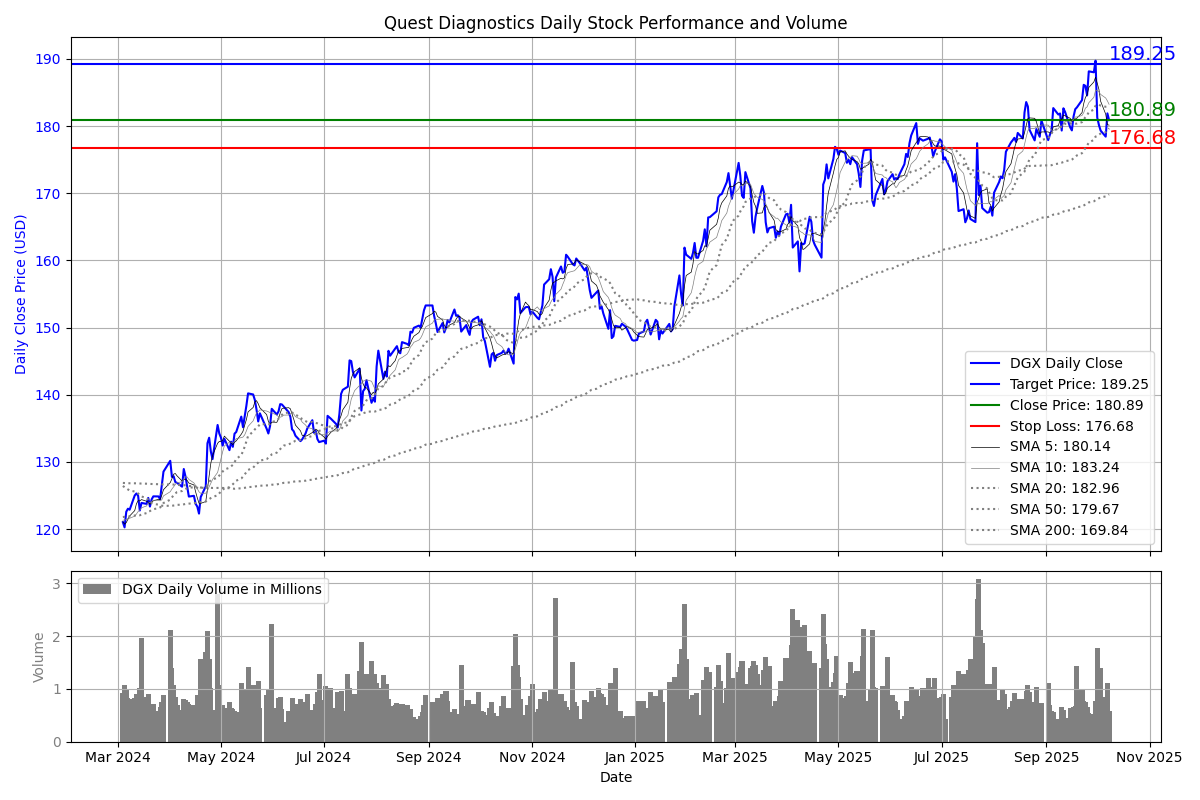 Quest Diagnostics Daily Stock Performance and Volume
189.25
180.89
176.68
190
180
170
160
150
140
130
120
Daily Close Price (USD)
DGX Daily Close
Target Price: 189.25
Close Price: 180.89
Stop Loss: 176.68
SMA 5: 180.14
SMA 10: 183.24
SMA 20: 182.96
SMA 50: 179.67
SMA 200: 169.84
DGX Daily Volume in Millions
3
2
1
0
Volume
Mar 2024 May 2024 Jul 2024 Sep 2024 Nov 2024 Jan 2025 Mar 2025 May 2025 Jul 2025 Sep 2025 Nov 2025
Date